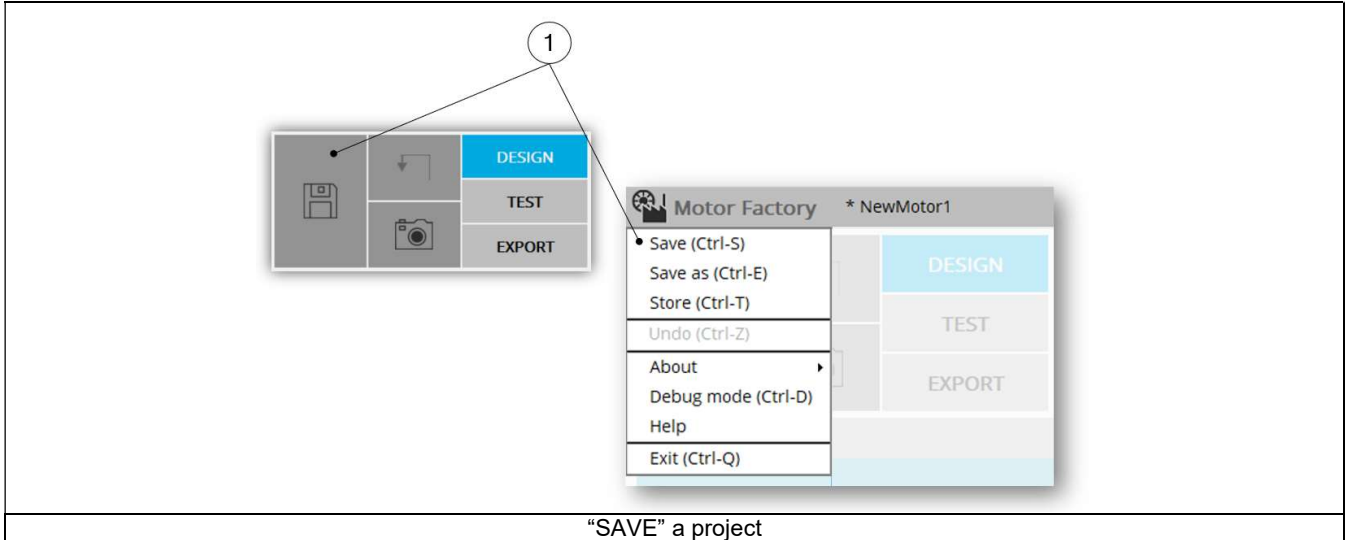 1
DESIGN
TEST
EXPORT
Motor Factory * NewMotor1
Save (Ctrl-S)
Save as (Ctrl-E)
Store (Ctrl-T)
Undo (Ctrl-Z)
About
Debug mode (Ctrl-D)
Help
Exit (Ctrl-Q)
DESIGN
TEST
EXPORT
“SAVE” a project